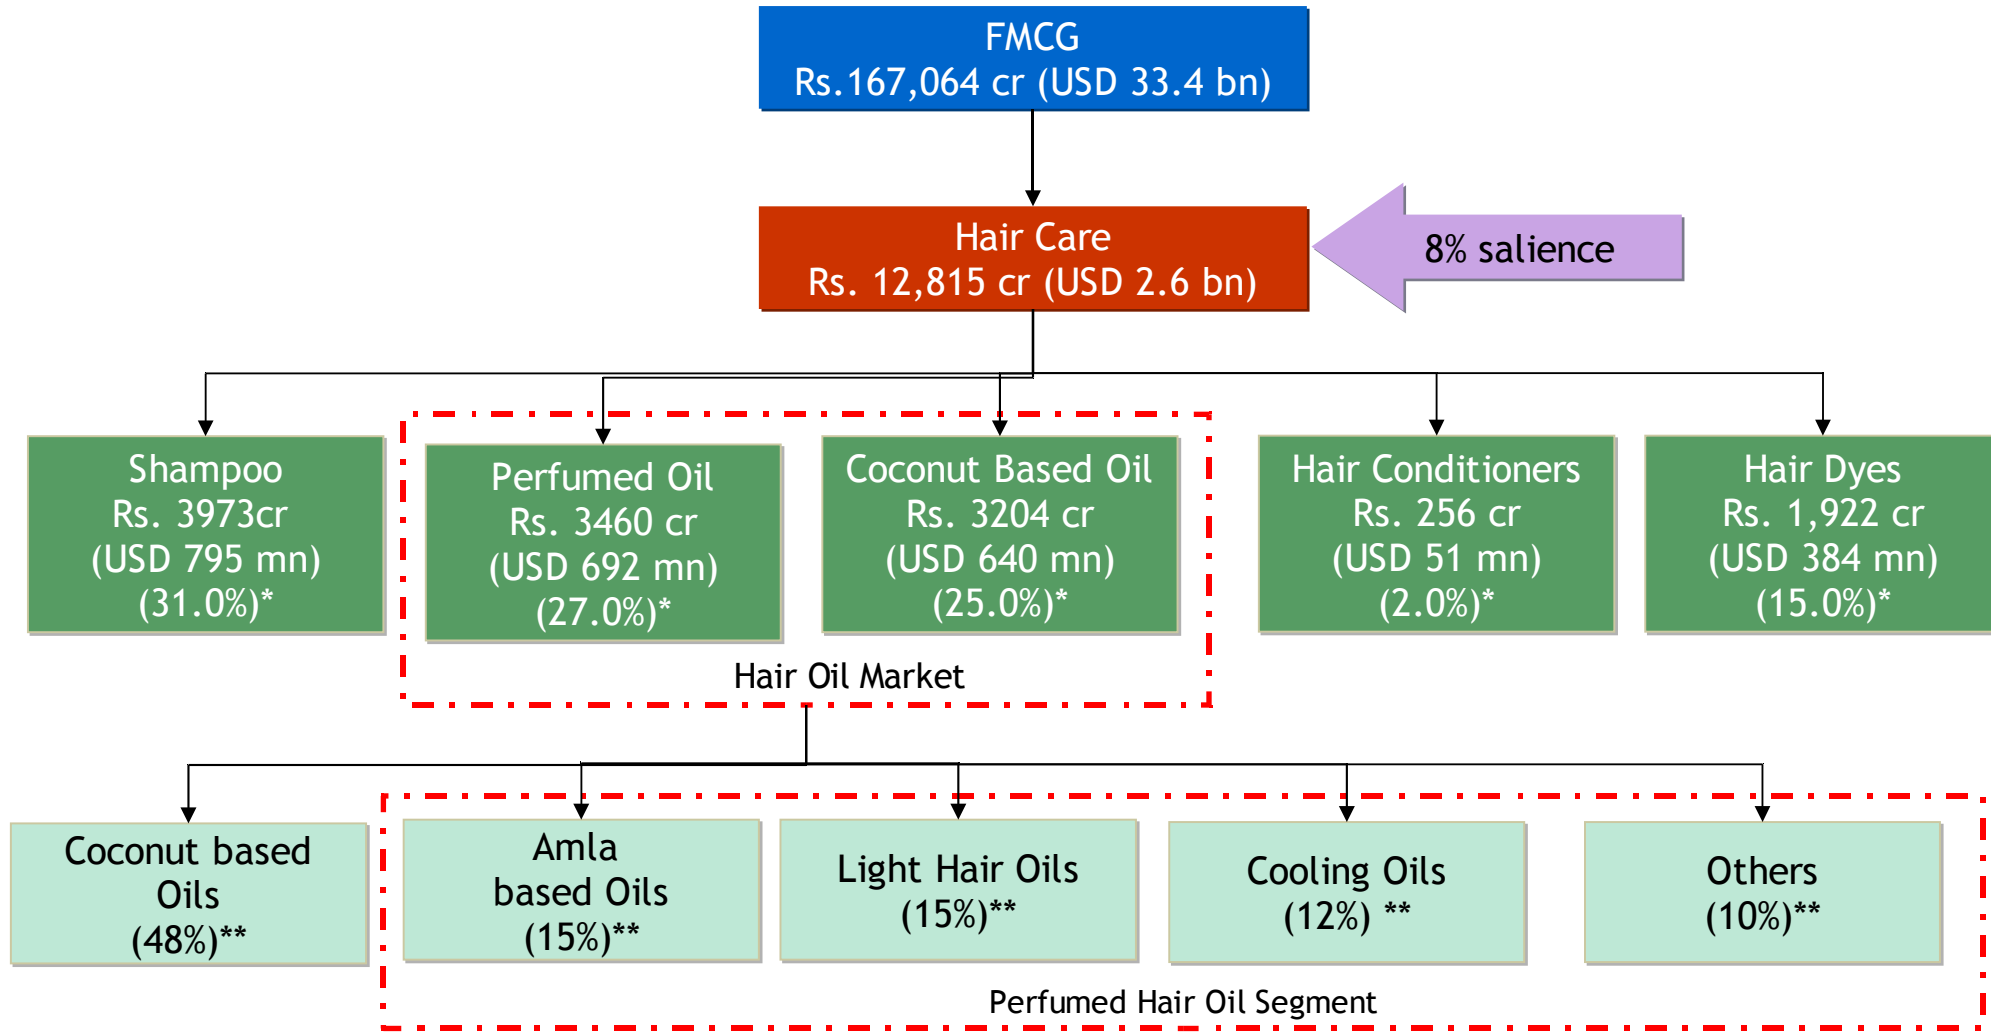 FMCG
Rs.167,064 cr (USD 33.4 bn)
Hair Care
Rs. 12,815 cr (USD 2.6 bn)
8% salience
Shampoo
Rs. 3973cr
(USD 795 mn)
(31.0%)*
Perfumed Oil
Rs. 3460 cr
(USD 692 mn)
(27.0%)*
Coconut Based Oil
Rs. 3204 cr
(USD 640 mn)
(25.0%)*
Hair Conditioners
Rs. 256 cr
(USD 51 mn)
(2.0%)*
Hair Dyes
Rs. 1,922 cr
(USD 384 mn)
(15.0%)*
Hair Oil Market
Coconut based
Oils
(48%)**
Amla
based Oils
(15%)**
Light Hair Oils
(15%)**
Cooling Oils
(12%) **
Others
(10%)**
Perfumed Hair Oil Segment